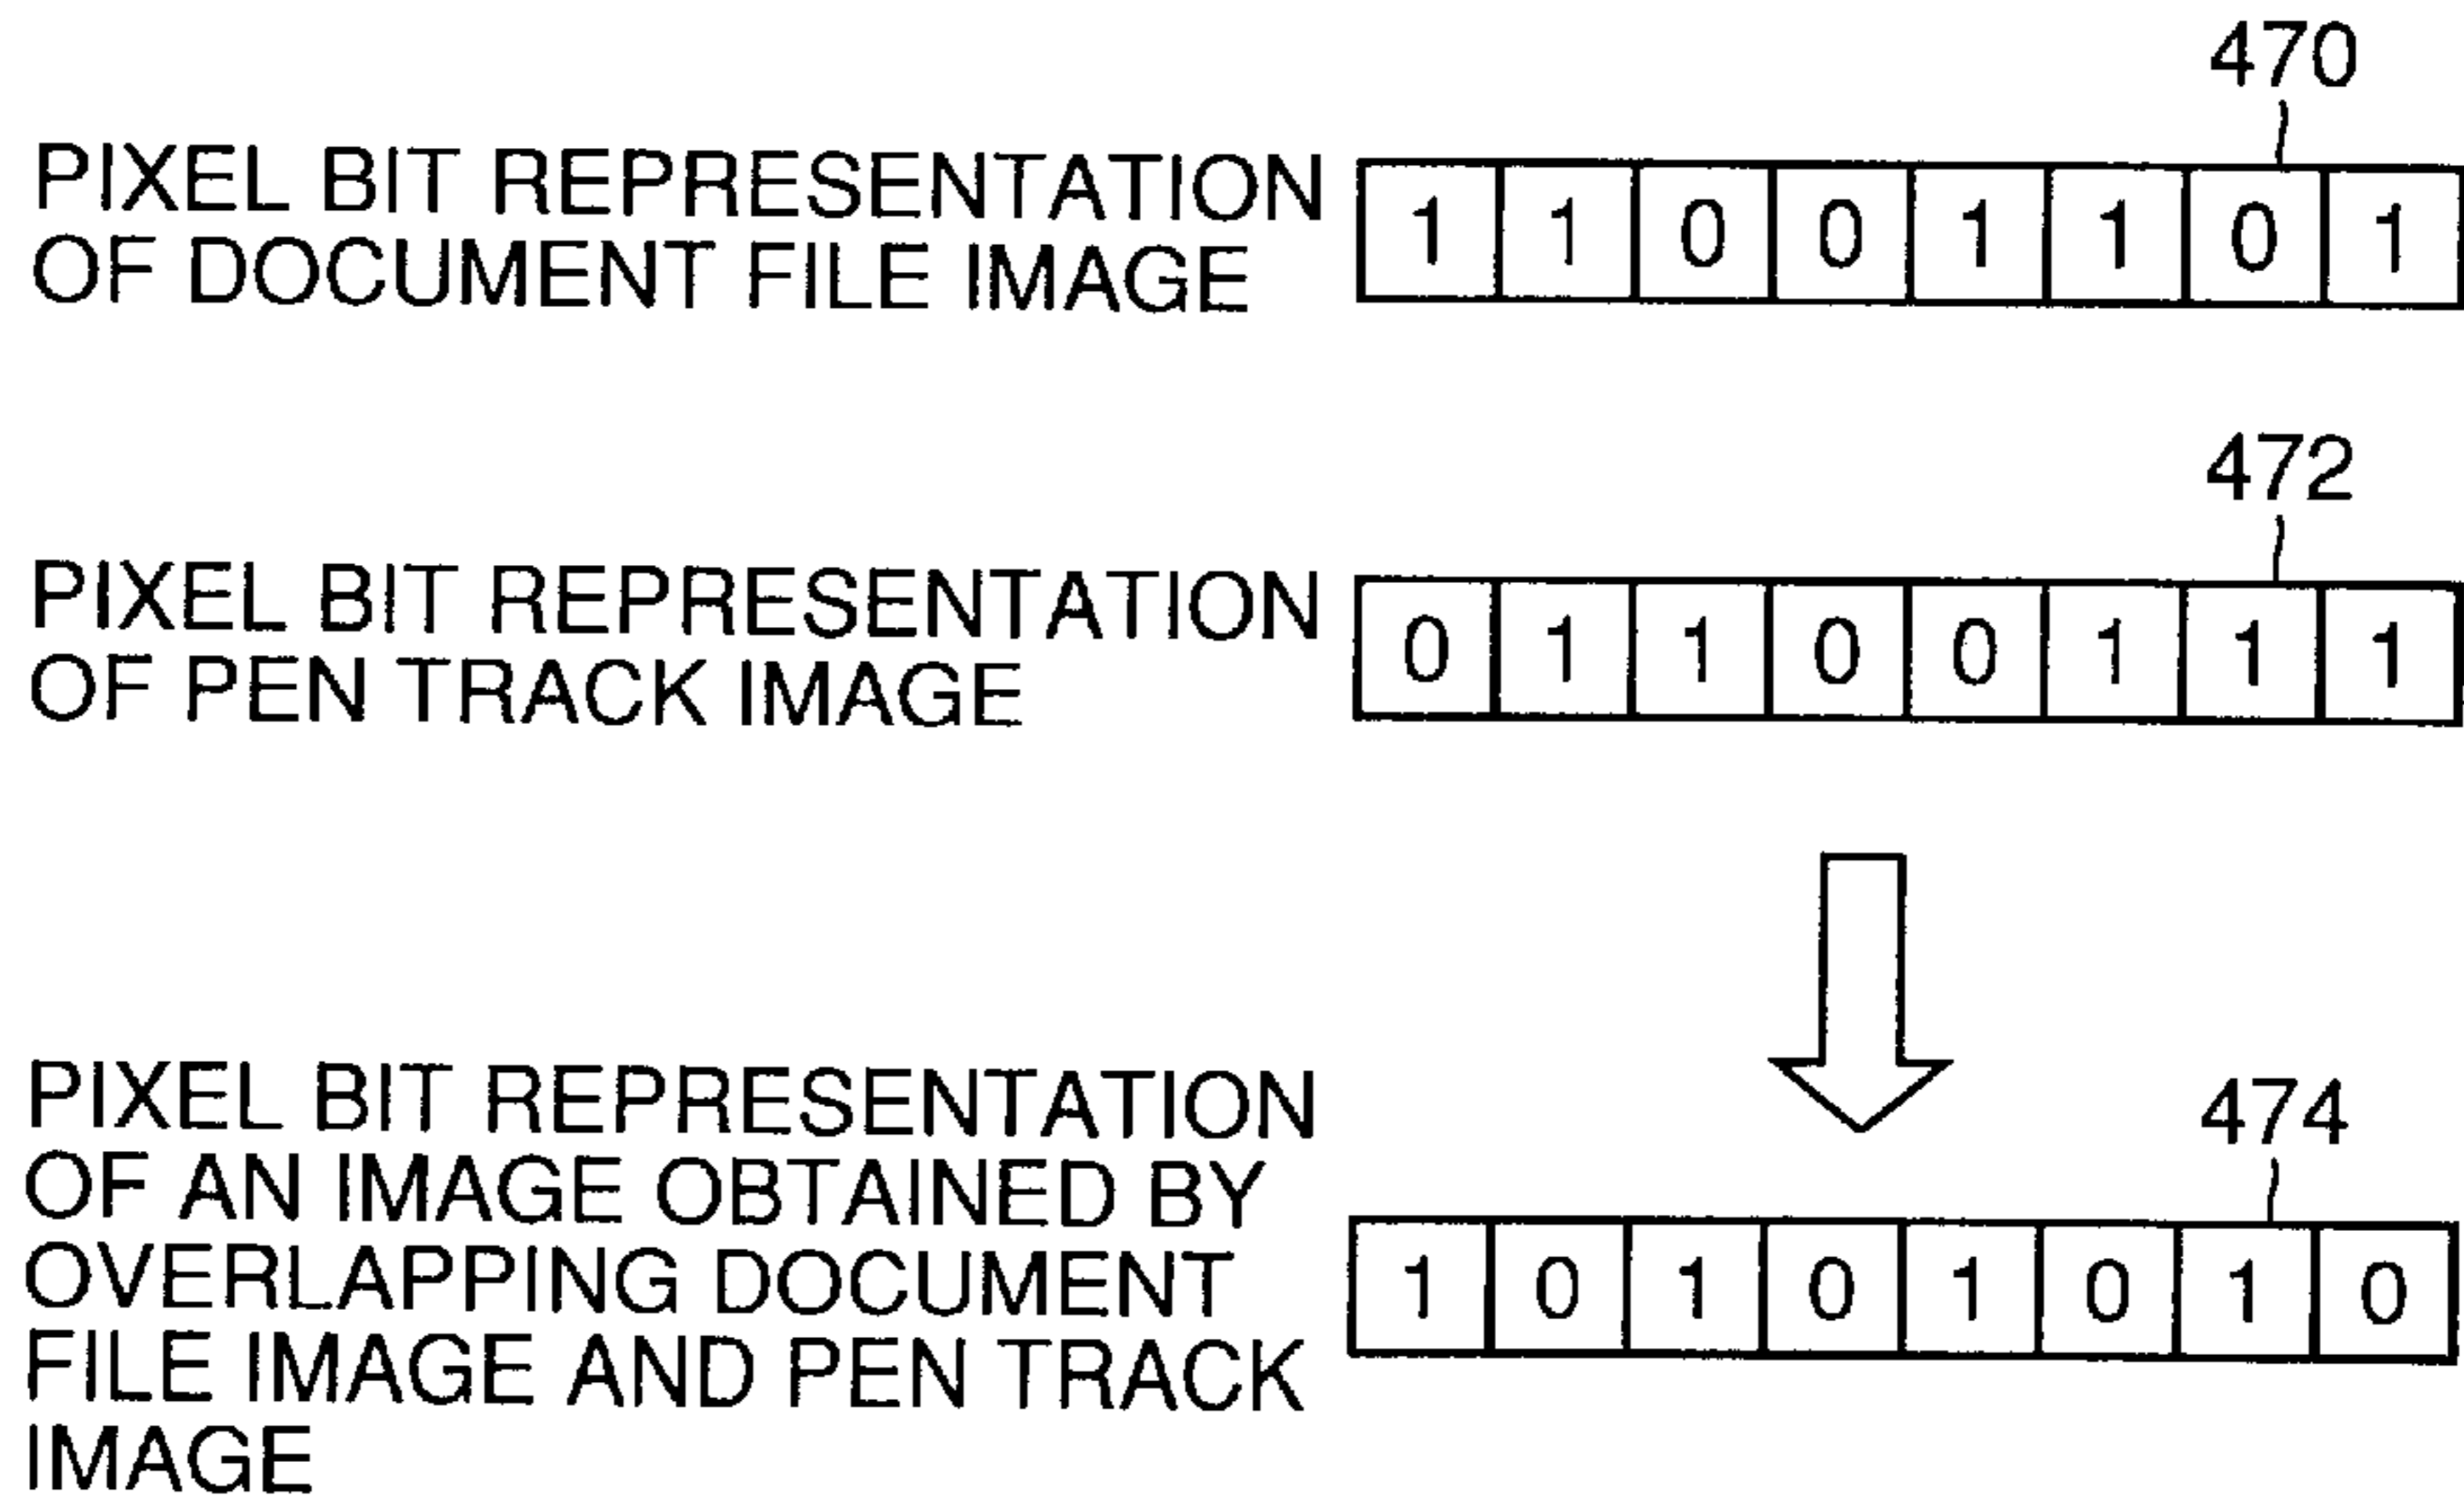 470
PIXEL BIT REPRESENTATION
OF DOCUMENT FILE IMAGE
1 1 0 0 1 1 0 1
472
PIXEL BIT REPRESENTATION
OF PEN TRACK IMAGE
0 1 1 0 0 1 1 1
474
PIXEL BIT REPRESENTATION
OF AN IMAGE OBTAINED BY
OVERLAPPING DOCUMENT
FILE IMAGE AND PEN TRACK
IMAGE
1 0 1 0 1 0 1 0